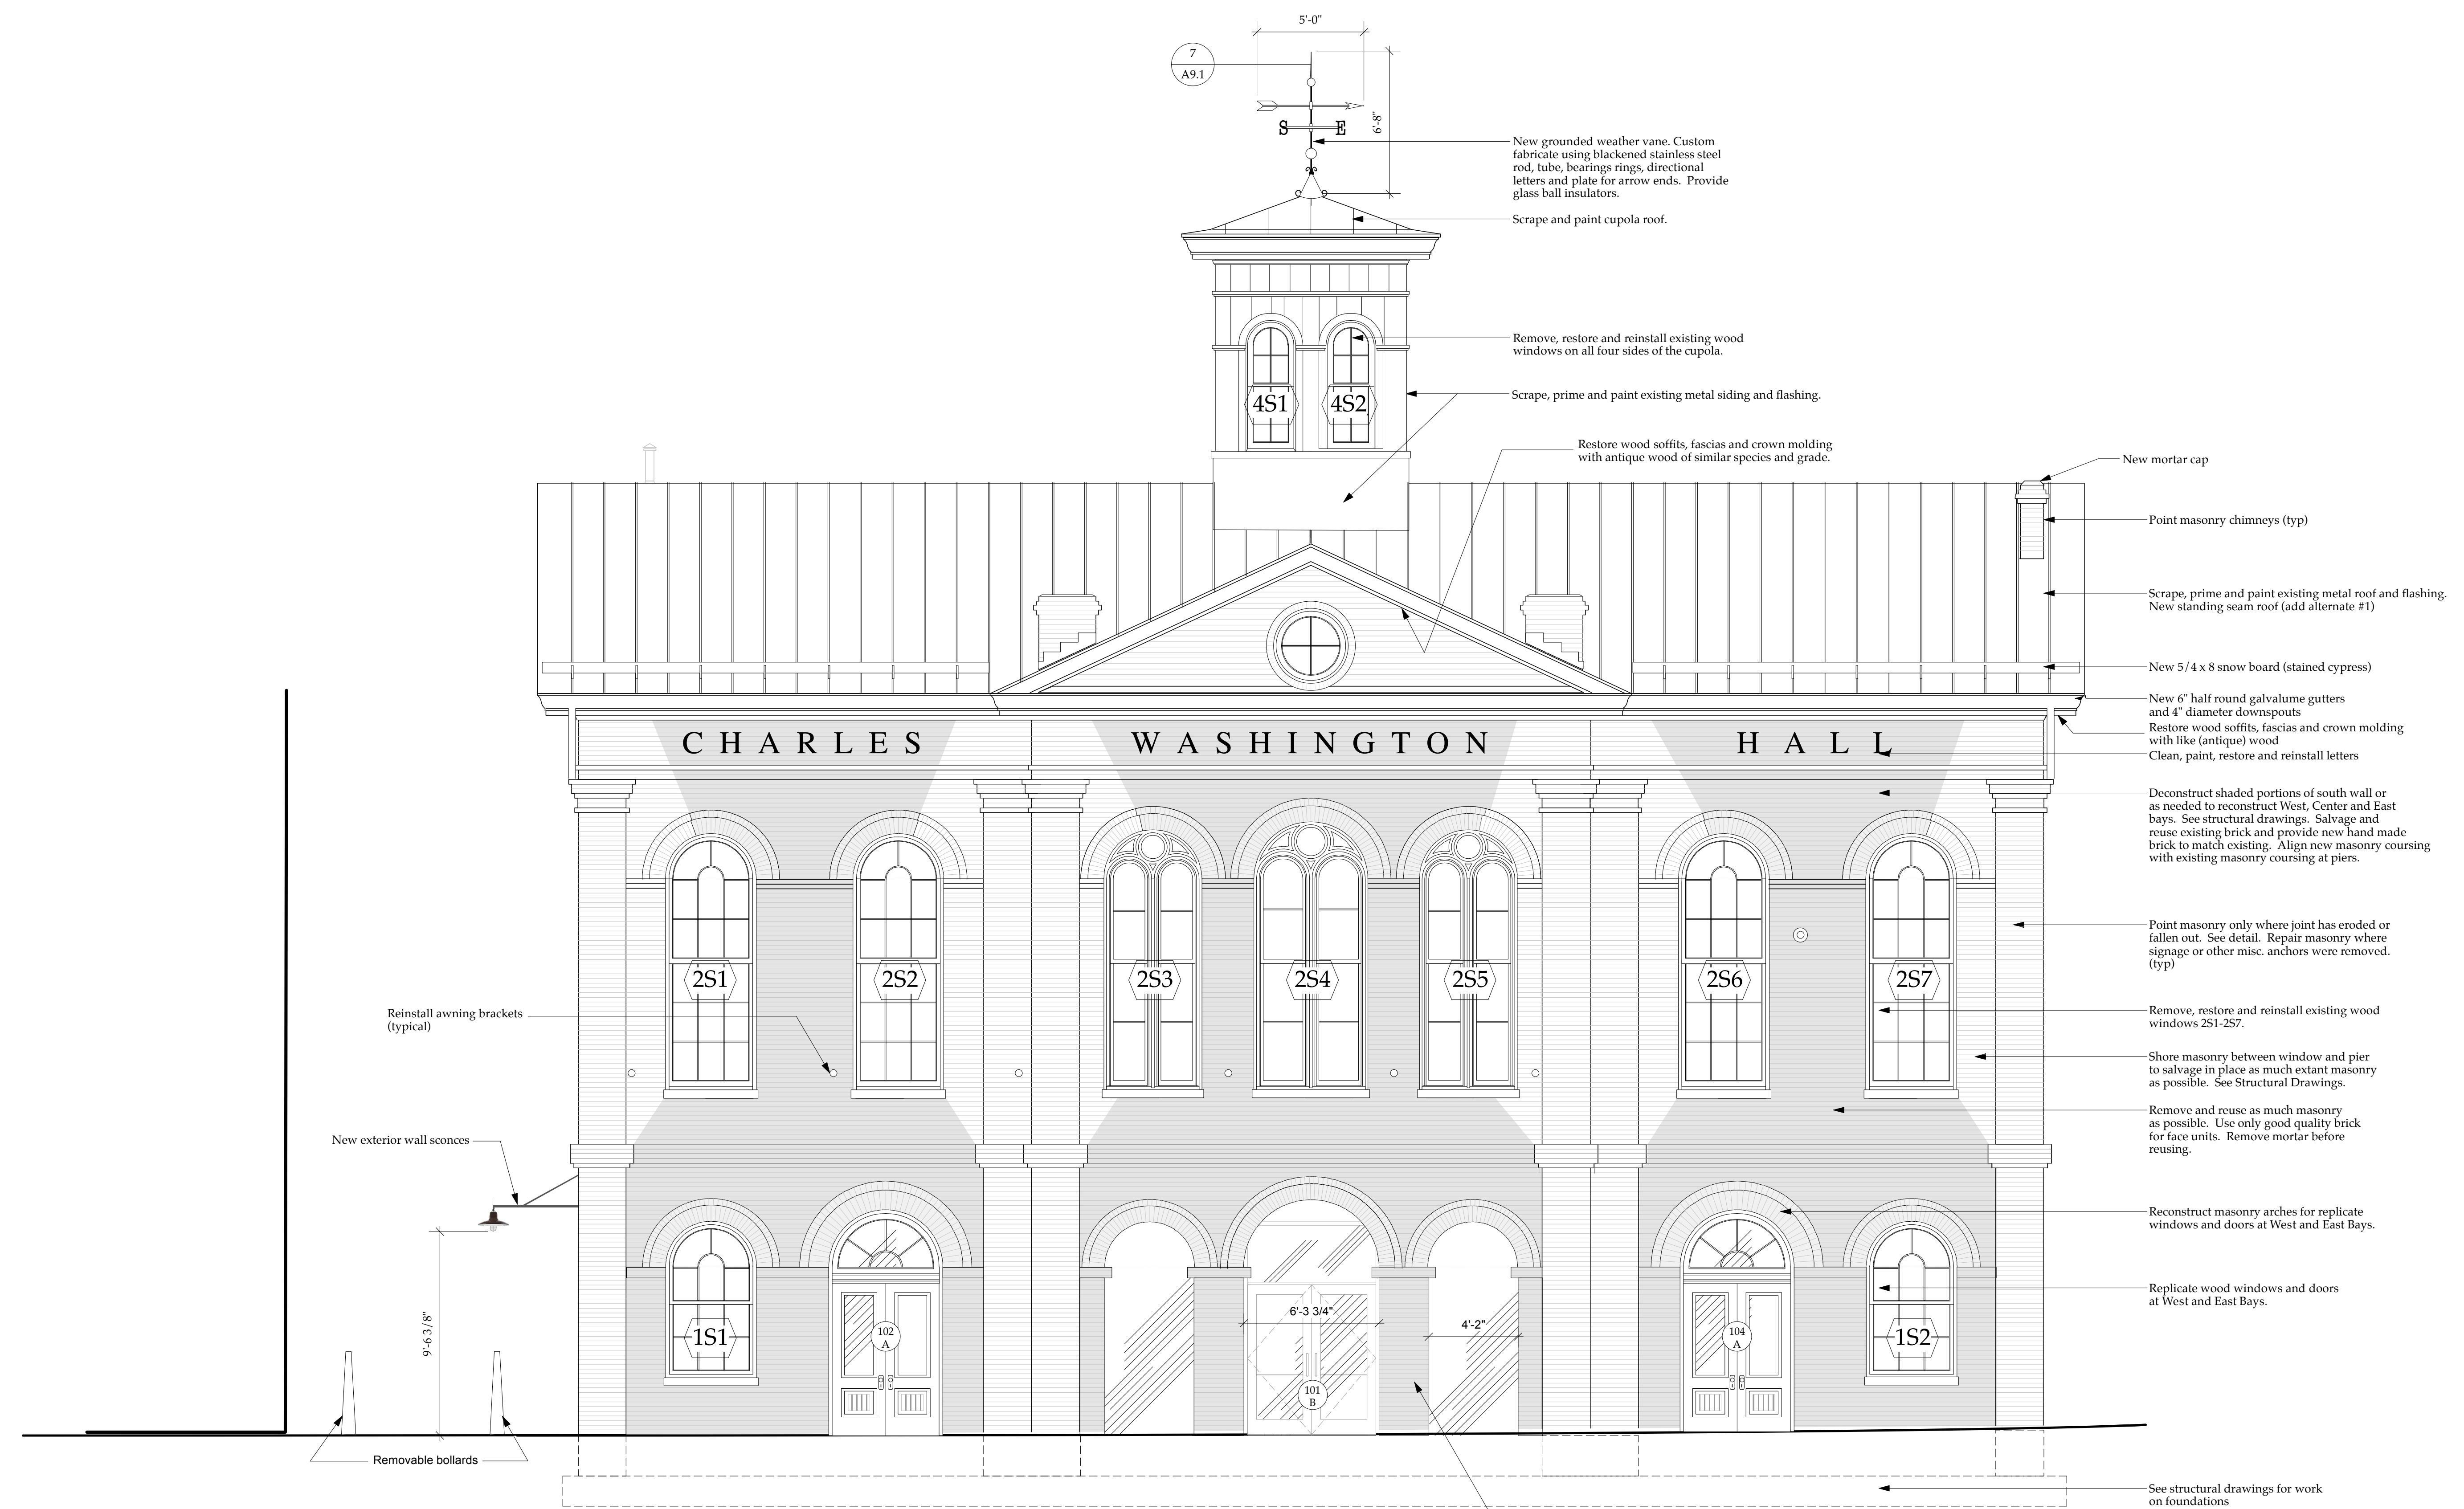 5'-0"
7
A9.1
6'-8"
S E
New grounded weather vane. Custom
fabricate using blackened stainless steel
rod, tube, bearings rings, directional
letters and plate for arrow ends. Provide
glass ball insulators.
Scrape and paint cupola roof.
Remove, restore and reinstall existing wood
windows on all four sides of the cupola.
4S1
4S2
Scrape, prime and paint existing metal siding and flashing.
Restore wood soffits, fascias and crown molding
with antique wood of similar species and grade.
New mortar cap
Point masonry chimneys (typ)
Scrape, prime and paint existing metal roof and flashing.
New standing seam roof (add alternate #1)
New 5/4 x 8 snow board (stained cypress)
New 6" half round galvalume gutters
and 4" diameter downspouts
Restore wood soffits, fascias and crown molding
with like (antique) wood
CHARLES WASHINGTON HALL
Clean, paint, restore and reinstall letters
Deconstruct shaded portions of south wall or
as needed to reconstruct West, Center and East
bays. See structural drawings. Salvage and
reuse existing brick and provide new hand made
brick to match existing. Align new masonry coursing
with existing masonry coursing at piers.
Point masonry only where joint has eroded or
fallen out. See detail. Repair masonry where
signage or other misc. anchors were removed.
(typ)
2S1
2S2
2S3
2S4
2S5
2S6
2S7
Reinstall awning brackets
(typical)
Remove, restore and reinstall existing wood
windows 2S1-2S7.
Shore masonry between window and pier
to salvage in place as much extant masonry
as possible. See Structural Drawings.
Remove and reuse as much masonry
as possible. Use only good quality brick
for face units. Remove mortar before
reusing.
New exterior wall sconces
Reconstruct masonry arches for replicate
windows and doors at West and East Bays.
Replicate wood windows and doors
at West and East Bays.
9'-6 3/8"
6'-3 3/4"
4'-2"
1S1
102
A
101
B
104
A
1S2
Removable bollards
See structural drawings for work
on foundations